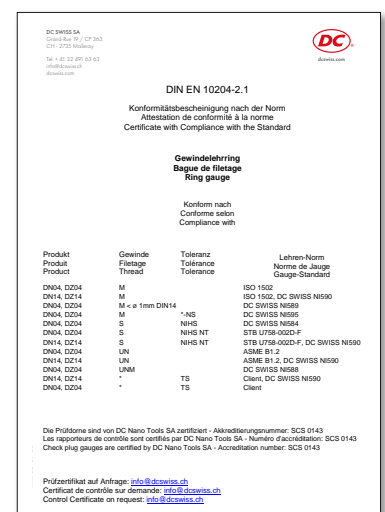 DC SWISS SA
Grand-Rue 19 / CP 363
CH - 2735 Malleray
Tel. + 41 32 491 63 63
info@dcswiss.ch
dcswiss.com
DC
dcswiss.com
DIN EN 10204-2.1
Konformitätsbescheinigung nach der Norm
Attestation de conformité à la norme
Certificate with Compliance with the Standard
Gewindelehrring
Bague de filetage
Ring gauge
Konform nach
Conforme selon
Compliance with
Produkt Gewinde Toleranz Lehren-Norm
Produit Filetage Tolérance Norme de Jauge
Product Thread Tolerance Gauge-Standard
DN04, DZ04 M ISO 1502
DN14, DZ14 M ISO 1502, DC SWISS NI590
DN04, DZ04 M < ø 1mm DIN14 DC SWISS NI589
DN04, DZ04 M *-NS DC SWISS NI595
DN04, DZ04 S NIHS DC SWISS NI584
DN04, DZ04 S NIHS NT STB U758-002D-F
DN14, DZ14 S NIHS NT STB U758-002D-F, DC SWISS NI590
DN04, DZ04 UN ASME B1.2
DN14, DZ14 UN ASME B1.2, DC SWISS NI590
DN04, DZ04 UNM DC SWISS NI588
DN14, DZ14 * TS Client, DC SWISS NI590
DN04, DZ04 * TS Client
Die Prüfdorne sind von DC Nano Tools SA zertifiziert - Akkreditierungsnummer: SCS 0143
Les rapporteurs de contrôle sont certifiés par DC Nano Tools SA - Numéro d'accréditation: SCS 0143
Check plug gauges are certified by DC Nano Tools SA - Accreditation number: SCS 0143
Prüfzertifikat auf Anfrage: info@dcswiss.ch
Certificat de contrôle sur demande: info@dcswiss.ch
Control Certificate on request: info@dcswiss.ch